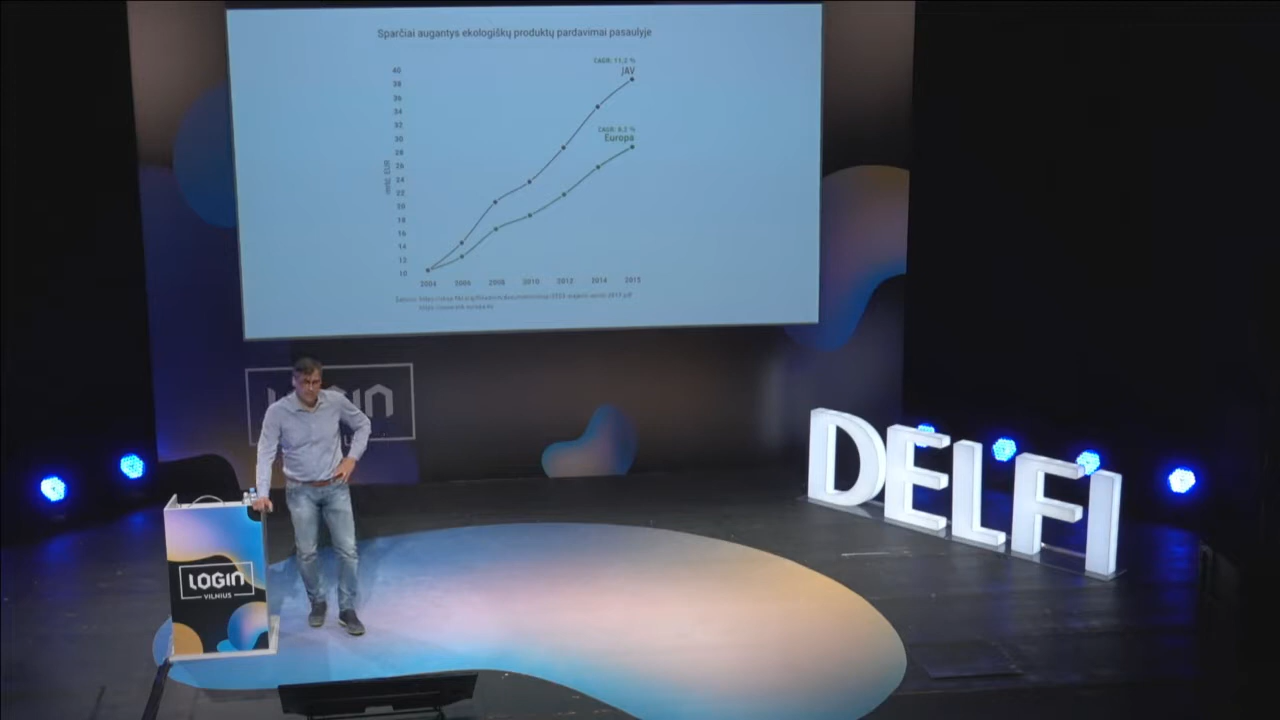 Sparčiai augantys ekologiškų produktų pardavimai pasaulyje
CAGR: 11,2 %
JAV
CAGR: 8,2 %
Europa
mrld. EUR
40
38
36
34
32
30
28
26
24
22
20
18
16
14
12
10
2004
2006
2008
2010
2012
2014
2015
LOGIN
VILNIUS
DELFI